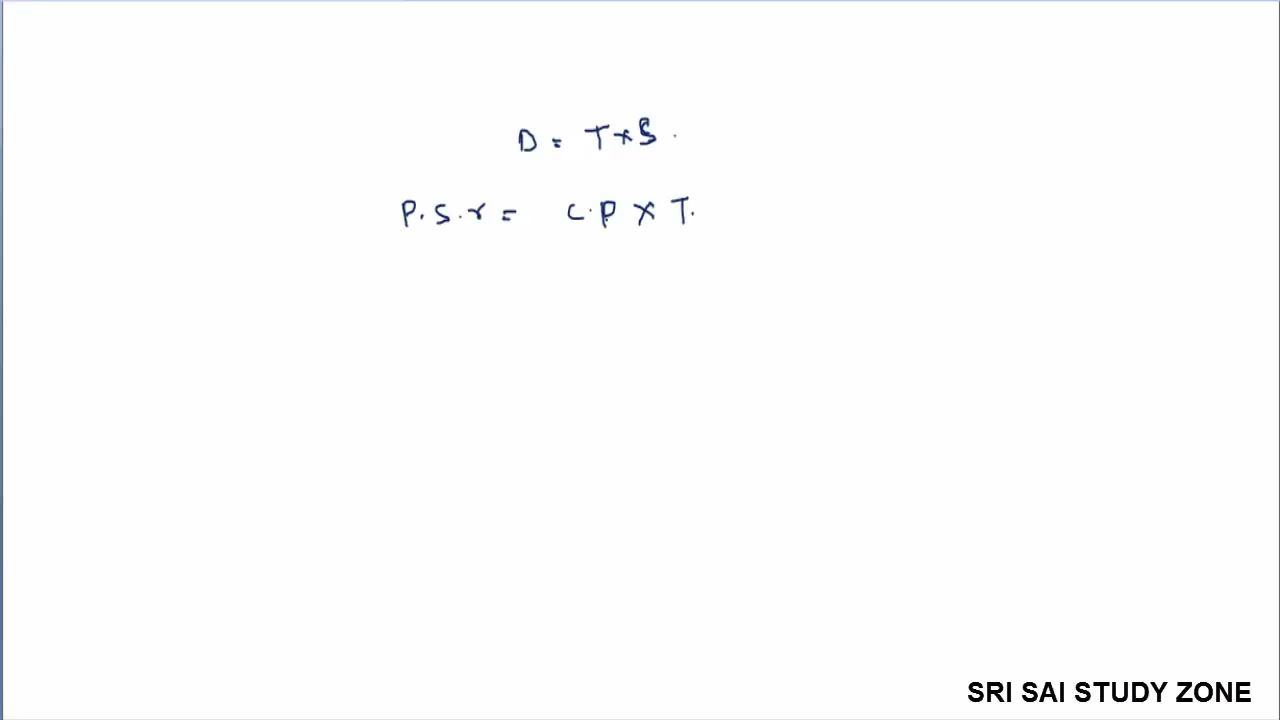 D = T × S .
P. S. r = C.P × T.
SRI SAI STUDY ZONE